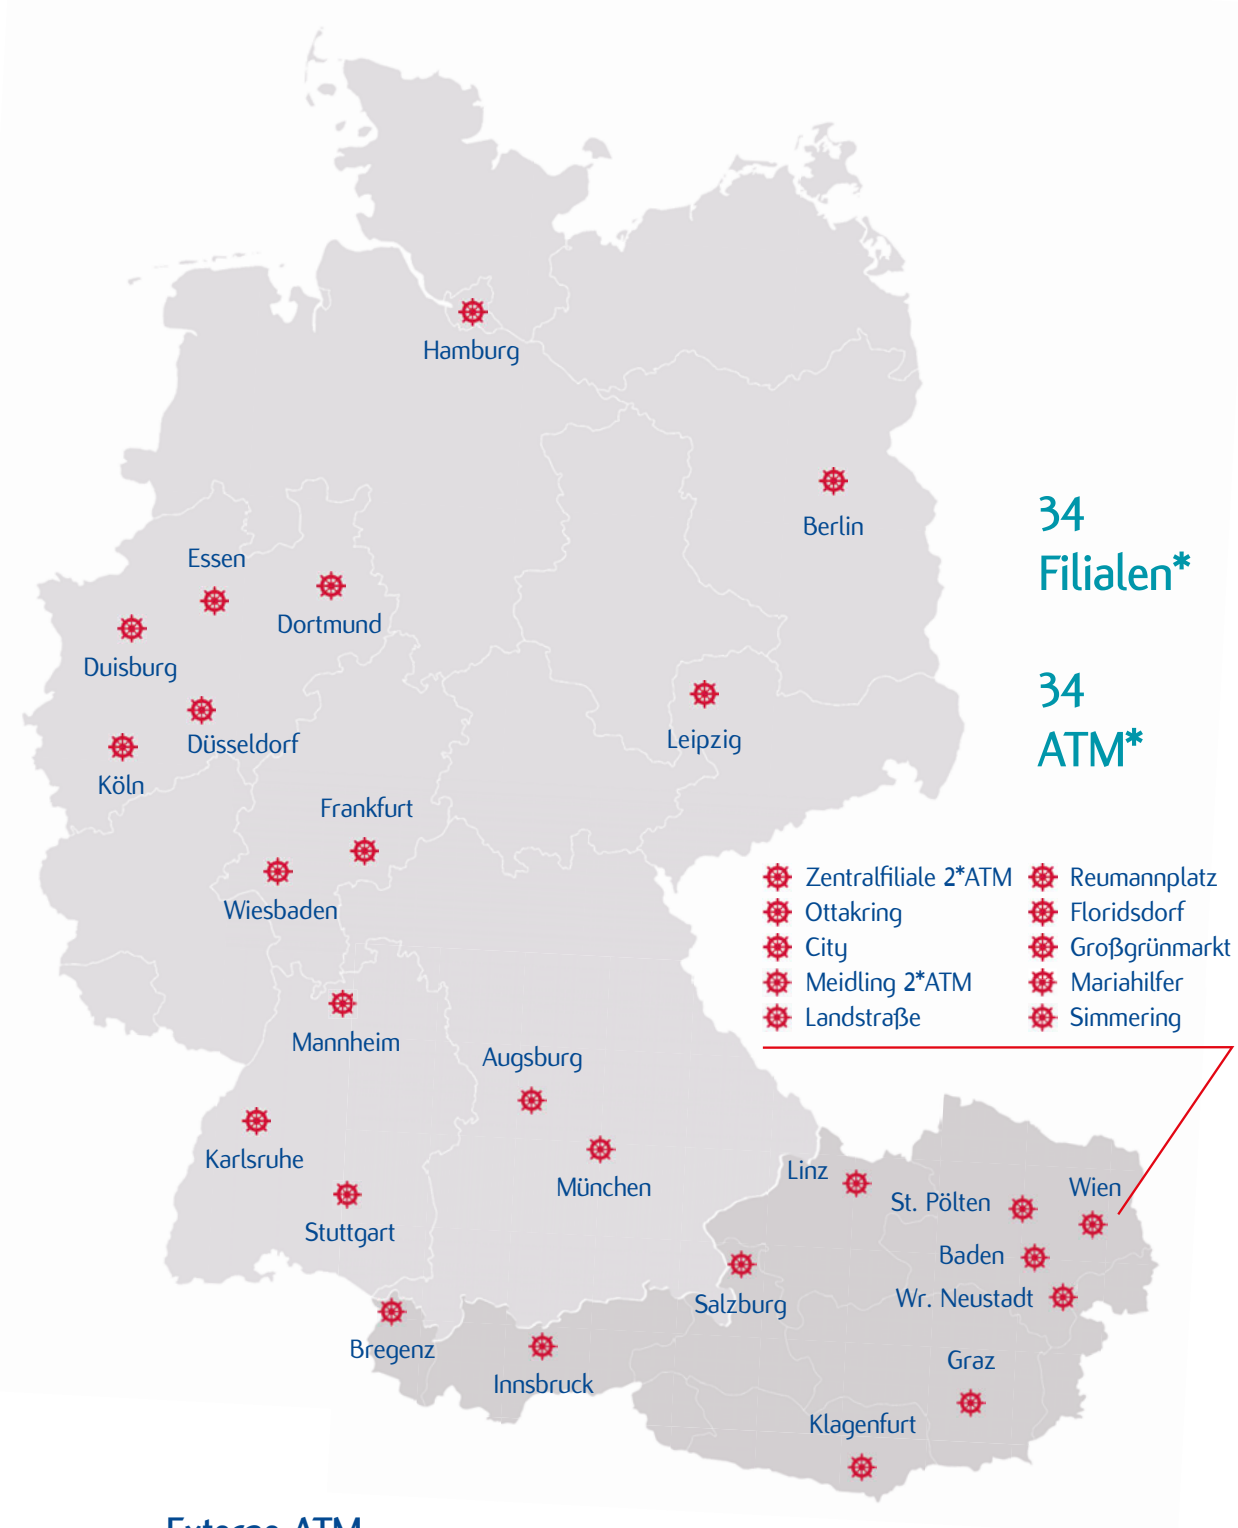 Hamburg
Berlin
34
Filialen*
Essen
Dortmund
Duisburg
34
ATM*
Leipzig
Düsseldorf
Köln
Frankfurt
Wiesbaden
Zentralfiliale 2*ATM
Ottakring
City
Meidling 2*ATM
Landstraße
Reumannplatz
Floridsdorf
Großgrünmarkt
Mariahilfer
Simmering
Mannheim
Augsburg
Karlsruhe
München
Stuttgart
Linz
St. Pölten
Wien
Baden
Salzburg
Wr. Neustadt
Bregenz
Innsbruck
Graz
Klagenfurt
Externe ATM